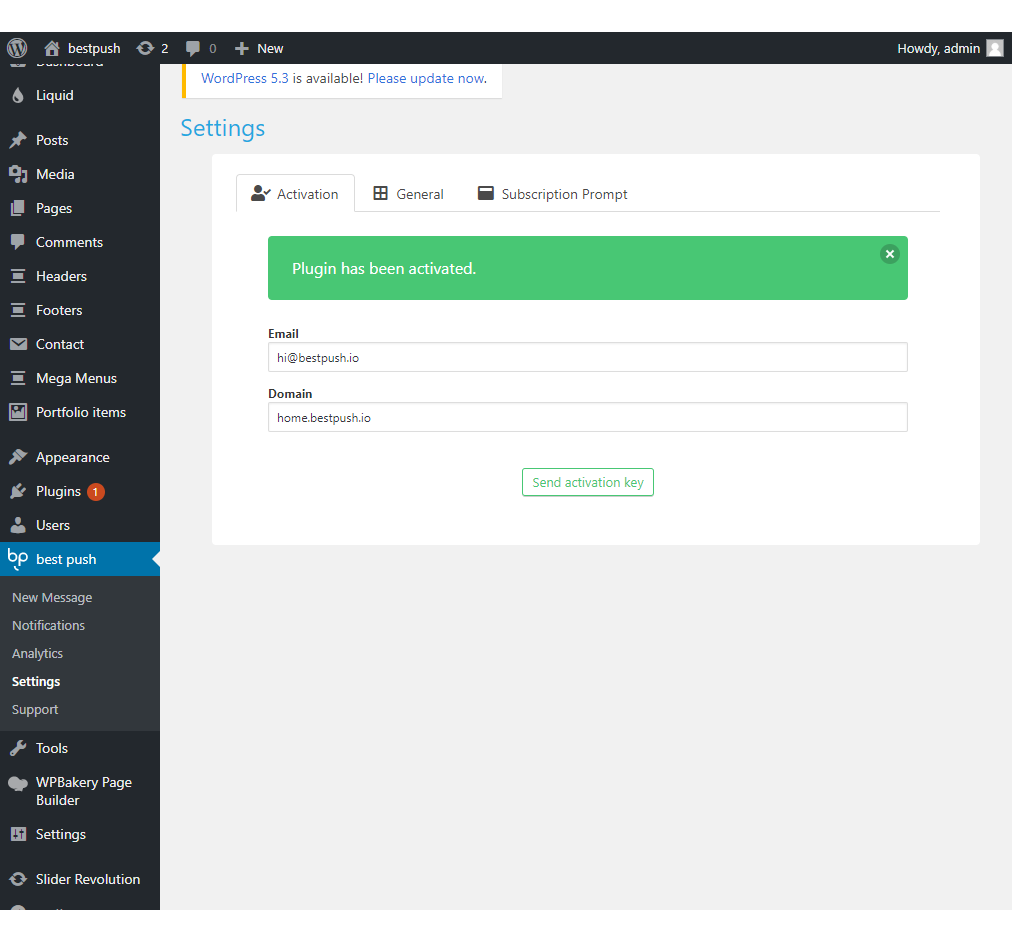 bestpush
2
0
New
Howdy, admin
Dashboard
Liquid
Posts
Media
Pages
Comments
Headers
Footers
Contact
Mega Menus
Portfolio items
Appearance
Plugins 1
Users
bp best push
New Message
Notifications
Analytics
Settings
Support
Tools
WPBakery Page
Builder
Settings
Slider Revolution
WordPress 5.3 is available! Please update now.
Settings
Activation
General
Subscription Prompt
Plugin has been activated.
Email
hi@bestpush.io
Domain
home.bestpush.io
Send activation key